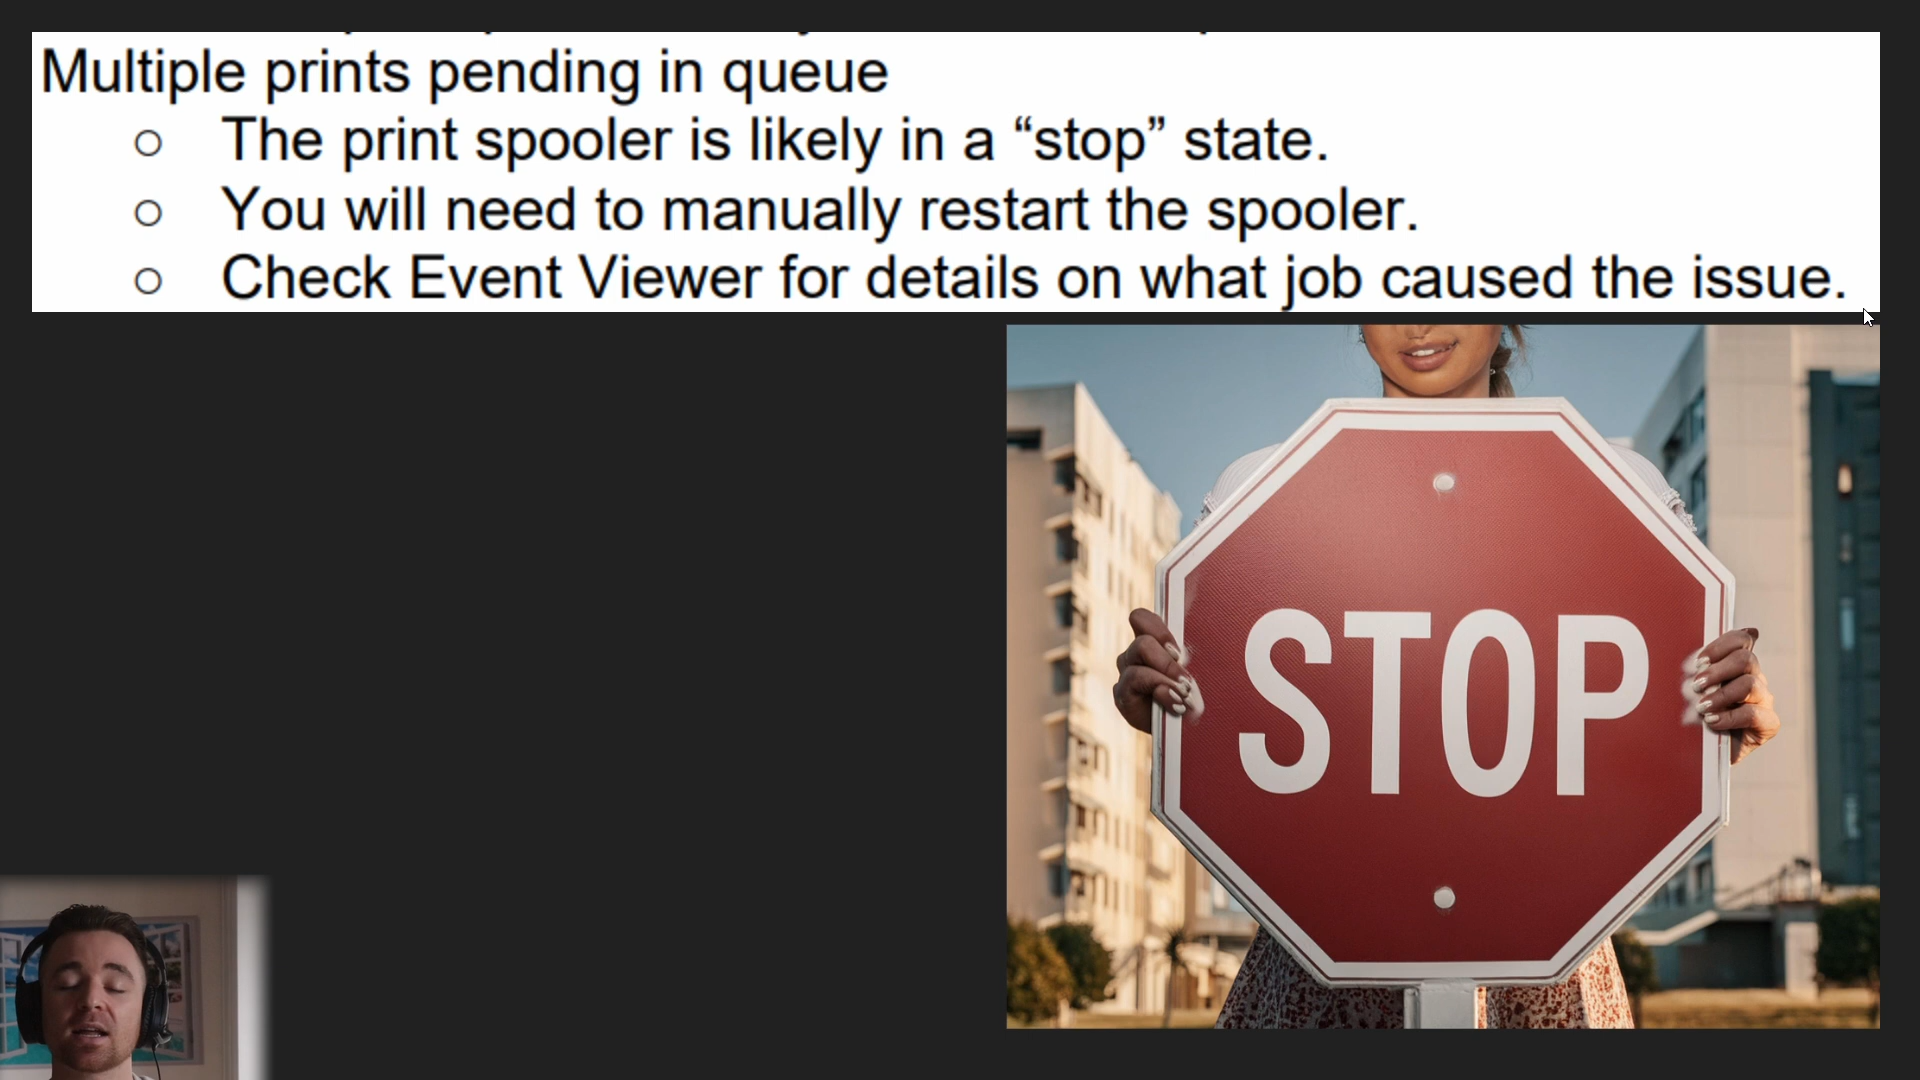 Multiple prints pending in queue
○ The print spooler is likely in a “stop” state.
○ You will need to manually restart the spooler.
○ Check Event Viewer for details on what job caused the issue.
STOP